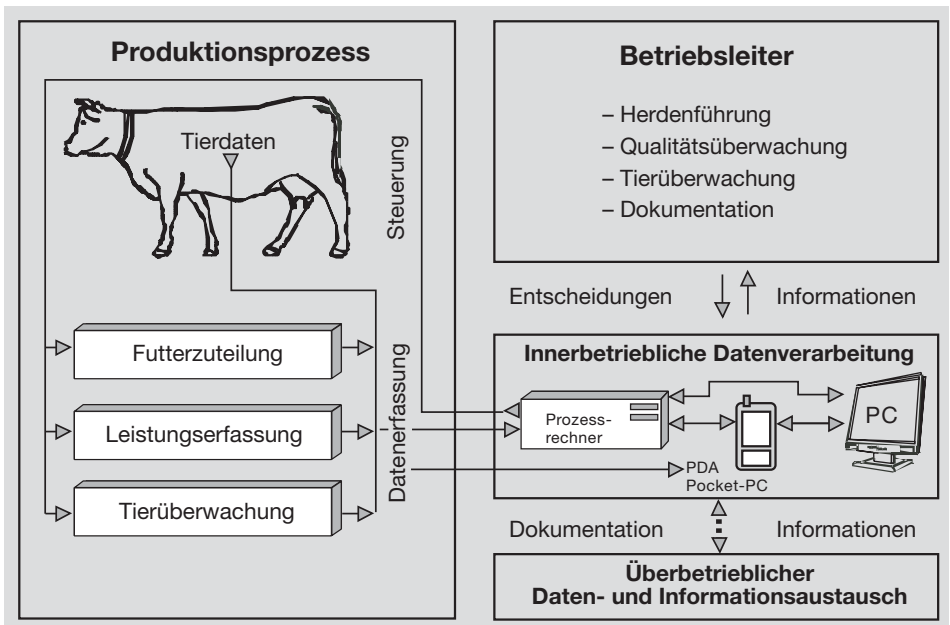 Produktionsprozess
Tierdaten
Steuerung
Futterzuteilung
Leistungserfassung
Tierüberwachung
Datenerfassung
Betriebsleiter
– Herdenführung
– Qualitätsüberwachung
– Tierüberwachung
– Dokumentation
Entscheidungen
Informationen
Innerbetriebliche Datenverarbeitung
Prozess-
rechner
PC
PDA
Pocket-PC
Dokumentation
Informationen
Überbetrieblicher
Daten- und Informationsaustausch